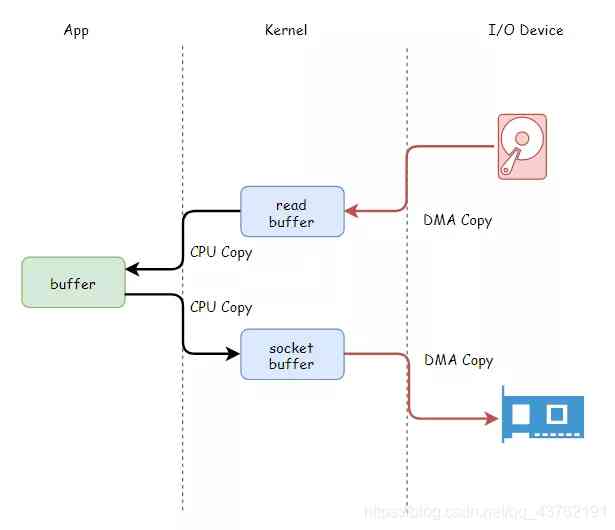 App
Kernel
I/O Device
read
buffer
DMA Copy
CPU Copy
buffer
CPU Copy
socket
buffer
DMA Copy
https://blog.csdn.net/qq_43762191